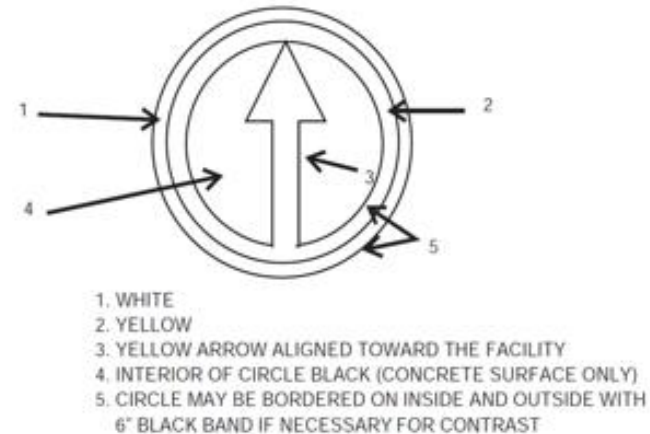 1
2
3
4
5
1. WHITE
2. YELLOW
3. YELLOW ARROW ALIGNED TOWARD THE FACILITY
4. INTERIOR OF CIRCLE BLACK (CONCRETE SURFACE ONLY)
5. CIRCLE MAY BE BORDERED ON INSIDE AND OUTSIDE WITH
6" BLACK BAND IF NECESSARY FOR CONTRAST